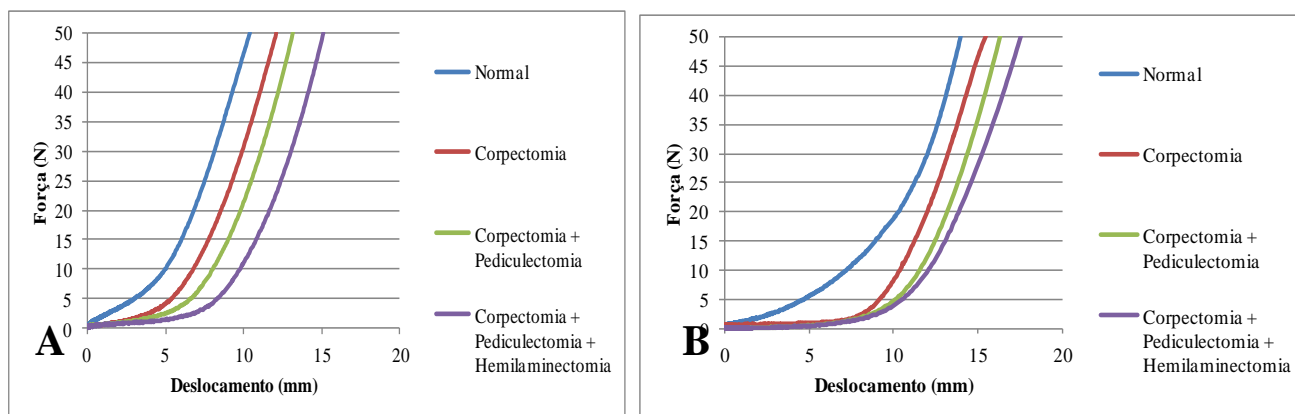 50
45
40
35
30
25
20
15
10
5
0
Força (N)
0 5 10 15 20
Deslocamento (mm)
Normal
Corpectomia
Corpectomia +
Pediculectomia
Corpectomia +
Pediculectomia +
Hemilaminectomia
A
50
45
40
35
30
25
20
15
10
5
0
Força (N)
0 5 10 15 20
Deslocamento (mm)
Normal
Corpectomia
Corpectomia +
Pediculectomia
Corpectomia +
Pediculectomia +
Hemilaminectomia
B